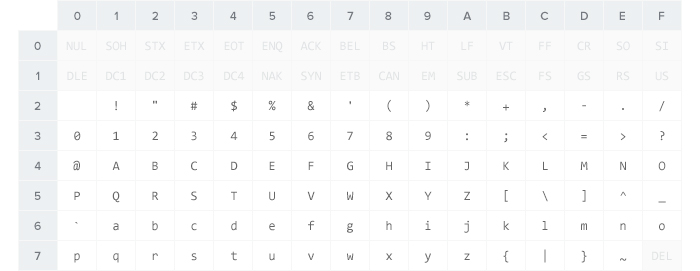 0 1 2 3 4 5 6 7 8 9 A B C D E F
0 NUL SOH STX ETX EOT ENQ ACK BEL BS HT LF VT FF CR SO SI
1 DLE DC1 DC2 DC3 DC4 NAK SYN ETB CAN EM SUB ESC FS GS RS US
2 ! " # $ % & ' ( ) * + , - . /
3 0 1 2 3 4 5 6 7 8 9 : ; < = > ?
4 @ A B C D E F G H I J K L M N O
5 P Q R S T U V W X Y Z [ \ ] ^ _
6 ` a b c d e f g h i j k l m n o
7 p q r s t u v w x y z { | } ~ DEL